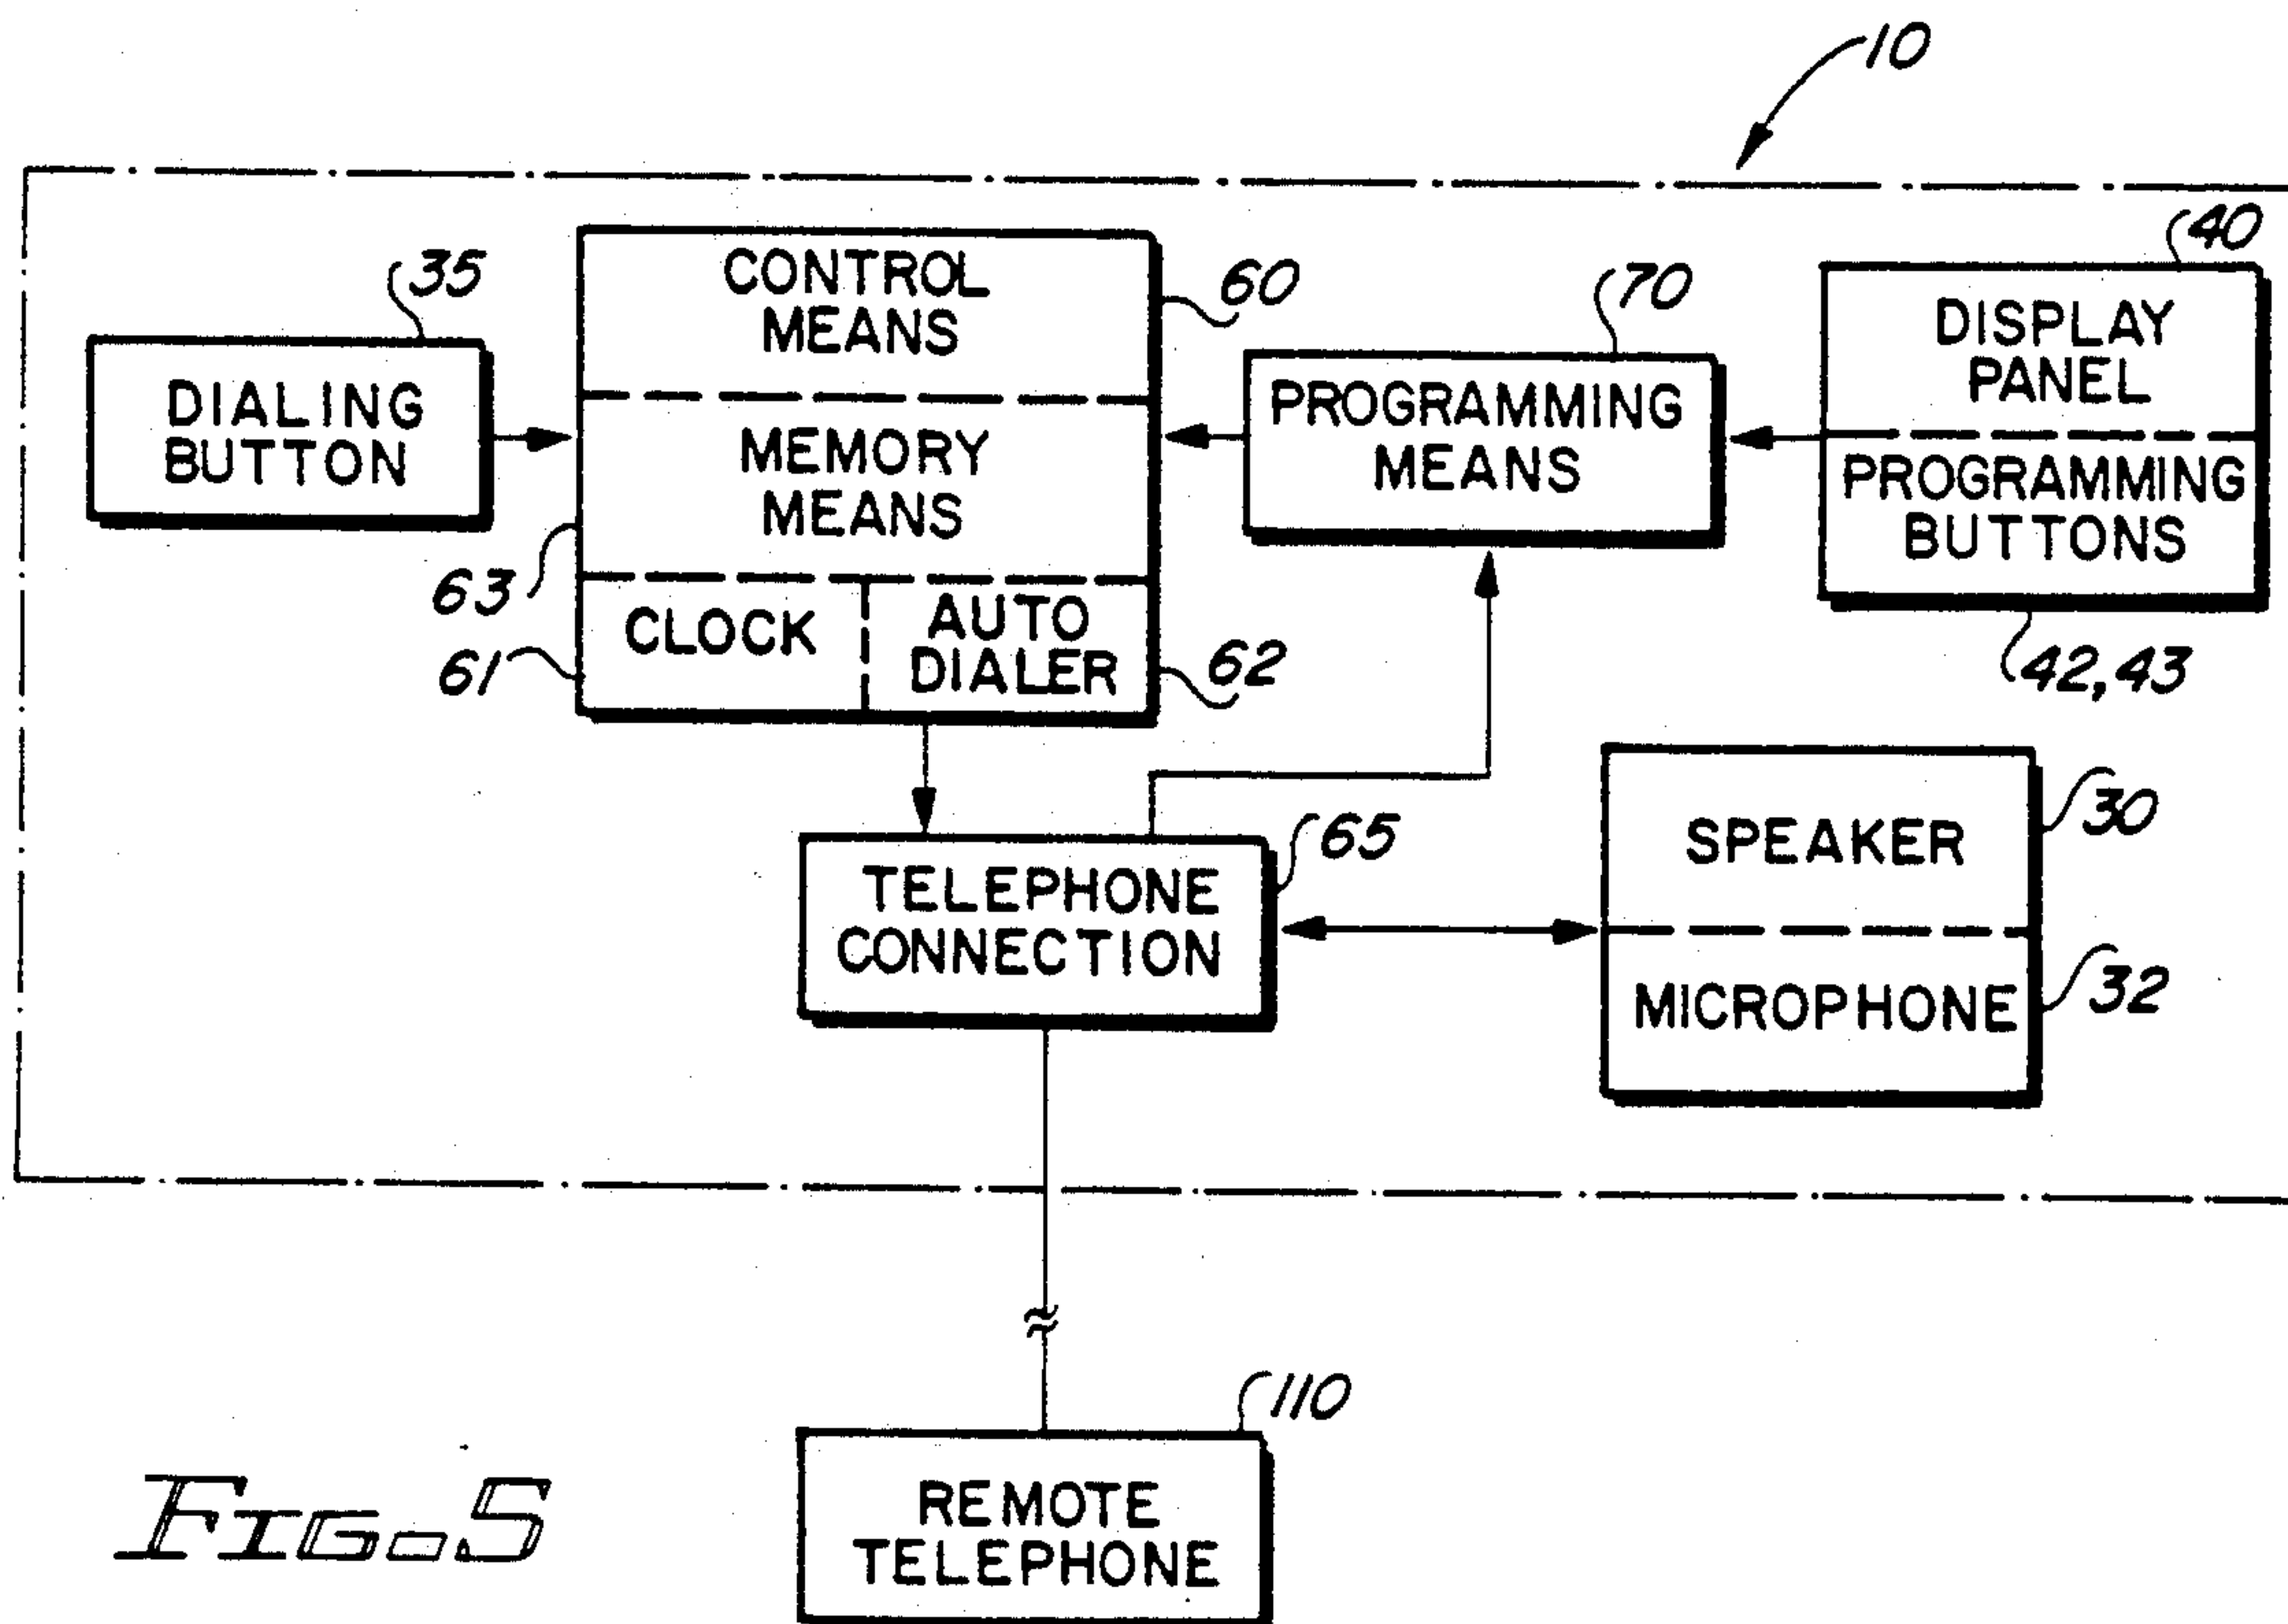 10
35
DIALING
BUTTON
CONTROL
MEANS
60
MEMORY
MEANS
63
CLOCK
61
AUTO
DIALER
62
70
PROGRAMMING
MEANS
40
DISPLAY
PANEL
PROGRAMMING
BUTTONS
42,43
TELEPHONE
CONNECTION
65
SPEAKER
30
MICROPHONE
32
110
REMOTE
TELEPHONE
FIG. 5